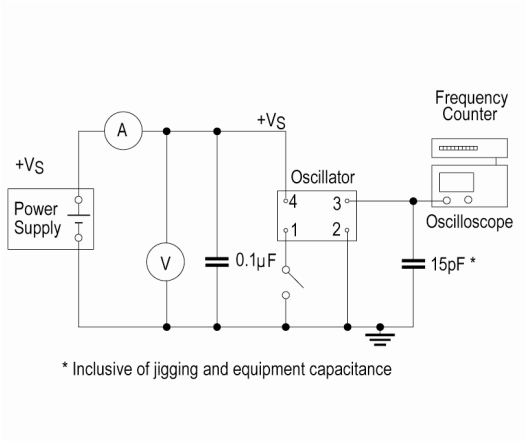 Frequency
Counter
A
+VS
+VS
Oscillator
Power
Supply
4
3
1
2
Oscilloscope
V
0.1µF
15pF *
* Inclusive of jigging and equipment capacitance